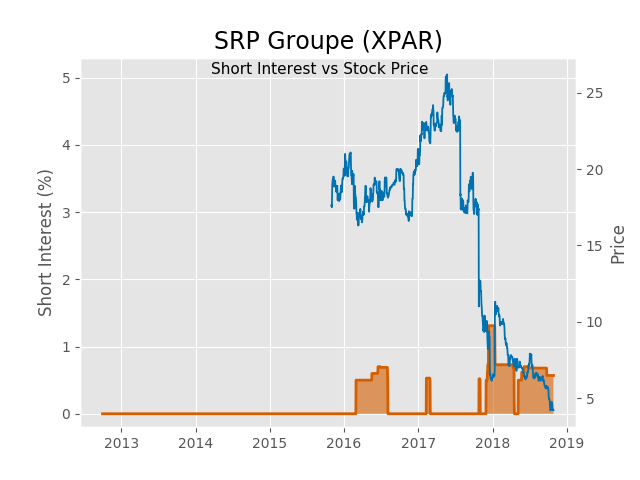 SRP Groupe (XPAR)
Short Interest vs Stock Price
Short Interest (%)
5
4
3
2
1
0
25
20
15
10
5
Price
2013 2014 2015 2016 2017 2018 2019